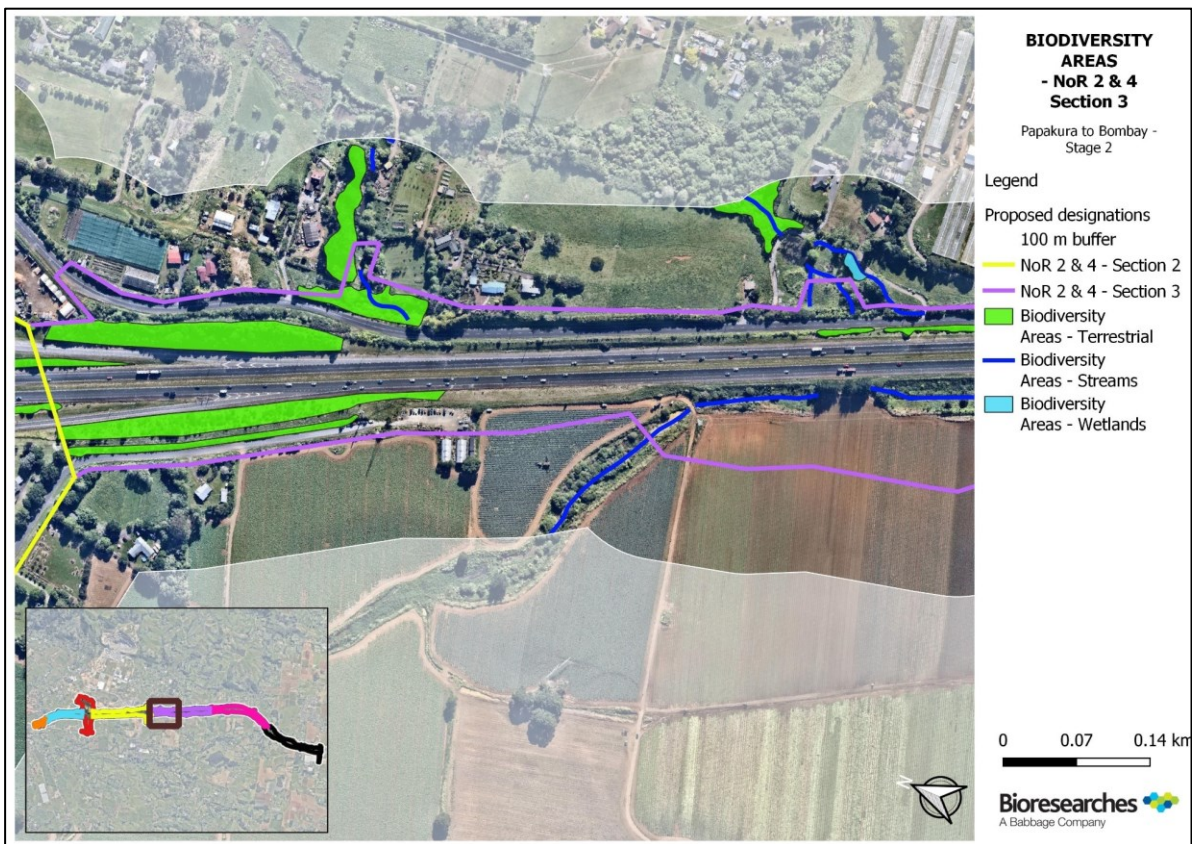 BIODIVERSITY
AREAS
- NoR 2 & 4
Section 3
Papakura to Bombay -
Stage 2
Legend
Proposed designations
100 m buffer
NoR 2 & 4 - Section 2
NoR 2 & 4 - Section 3
Biodiversity
Areas - Terrestrial
Biodiversity
Areas - Streams
Biodiversity
Areas - Wetlands
0 0.07 0.14 km
N
Bioresearches
A Babbage Company